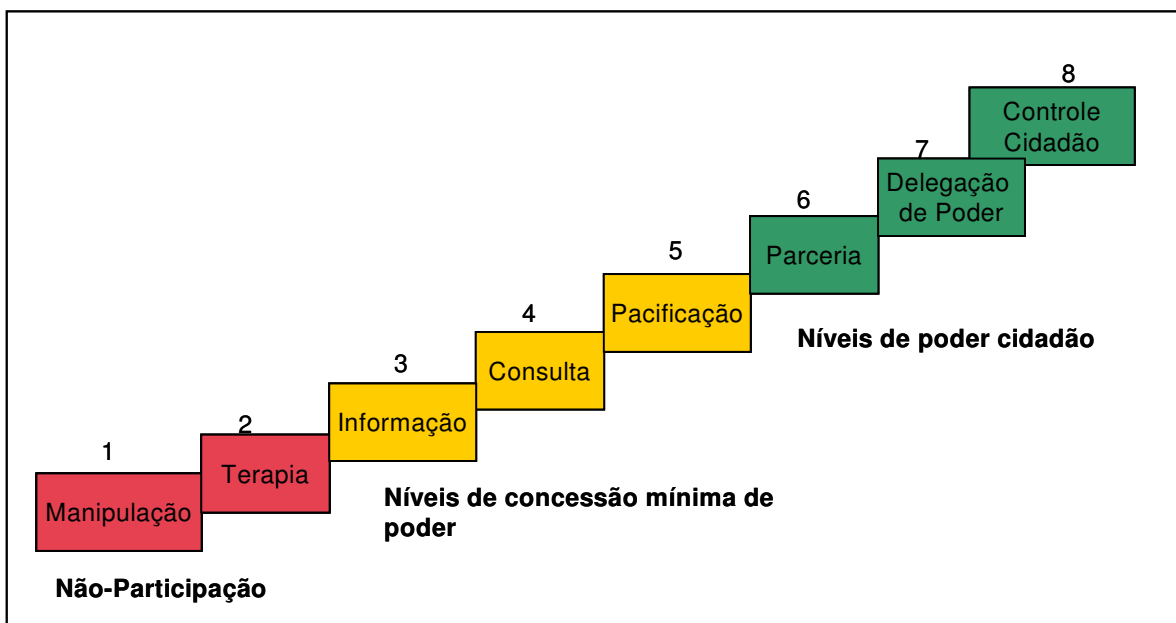 8
Controle
Cidadão
7
Delegação
de Poder
6
Parceria
5
Pacificação
Níveis de poder cidadão
4
Consulta
3
Informação
2
Terapia
Níveis de concessão mínima de
poder
1
Manipulação
Não-Participação